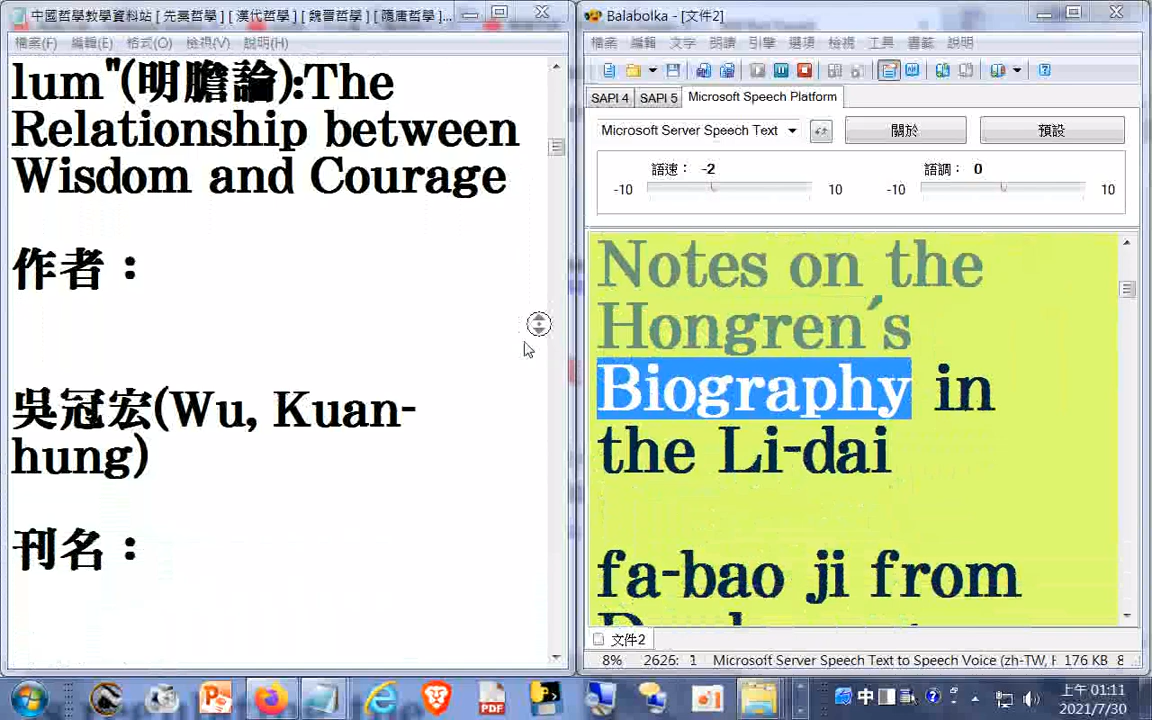 中國哲學教學資料站 [ 先秦哲學 ] [ 漢代哲學 ] [ 魏晉哲學 ] [ 隋唐哲學 ]...
檔案(F) 編輯(E) 格式(O) 檢視(V) 說明(H)
lum"(明膽論):The
Relationship between
Wisdom and Courage
作者：
吳冠宏(Wu, Kuan-
hung)
刊名：
Balabolka - [文件2]
檔案 編輯 文字 朗讀 引擎 選項 檢視 工具 書籤 說明
SAPI 4 SAPI 5 Microsoft Speech Platform
Microsoft Server Speech Text 關於 預設
語速： -2 語調： 0
-10 10 -10 10
Notes on the
Hongren´s
Biography in
the Li-dai
fa-bao ji from
文件2
8% 2626: 1 Microsoft Server Speech Text to Speech Voice (zh-TW, 176 KB
PDF
中
上午 01:11
2021/7/30